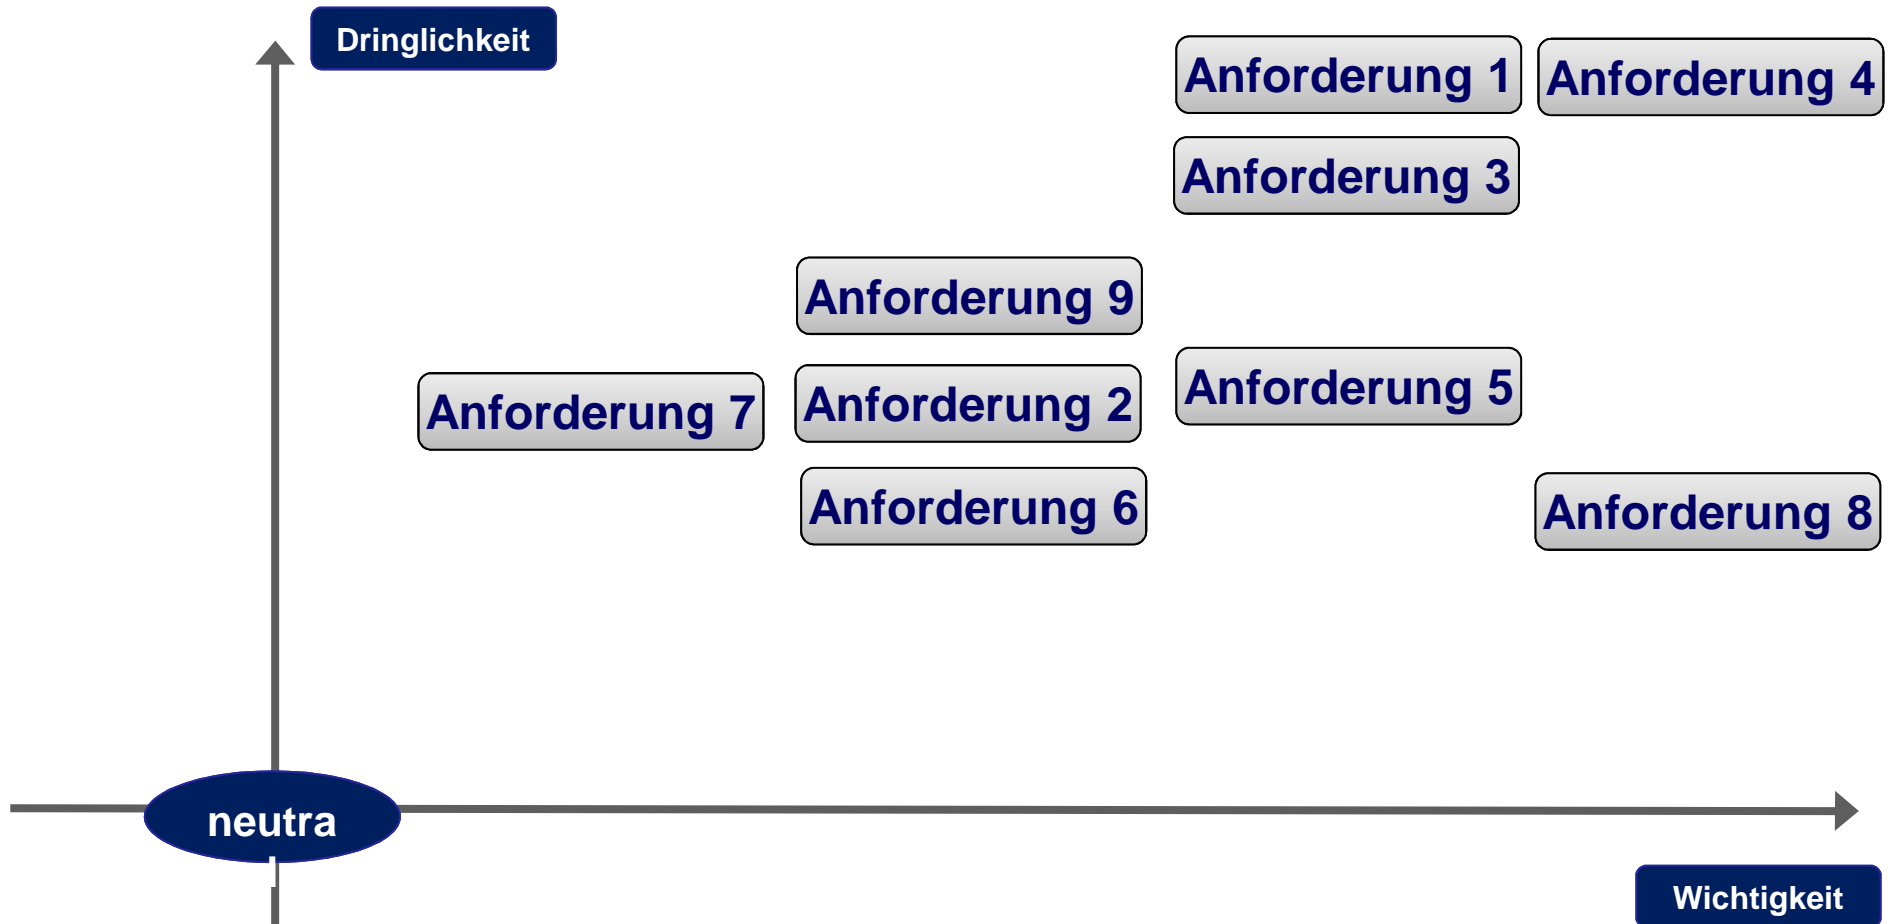 Dringlichkeit
Anforderung 1
Anforderung 4
Anforderung 3
Anforderung 9
Anforderung 5
Anforderung 2
Anforderung 7
Anforderung 6
Anforderung 8
neutra
l
Wichtigkeit